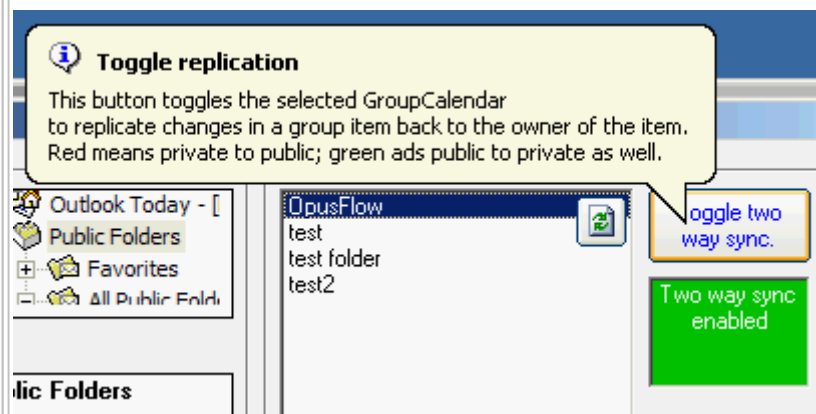 Toggle replication
This button toggles the selected GroupCalendar
to replicate changes in a group item back to the owner of the item.
Red means private to public; green ads public to private as well.
Outlook Today - [
Public Folders
Favorites
All Public
OpusFlow
test
test folder
test2
oggle two
way sync.
Two way sync
enabled
lic Folders